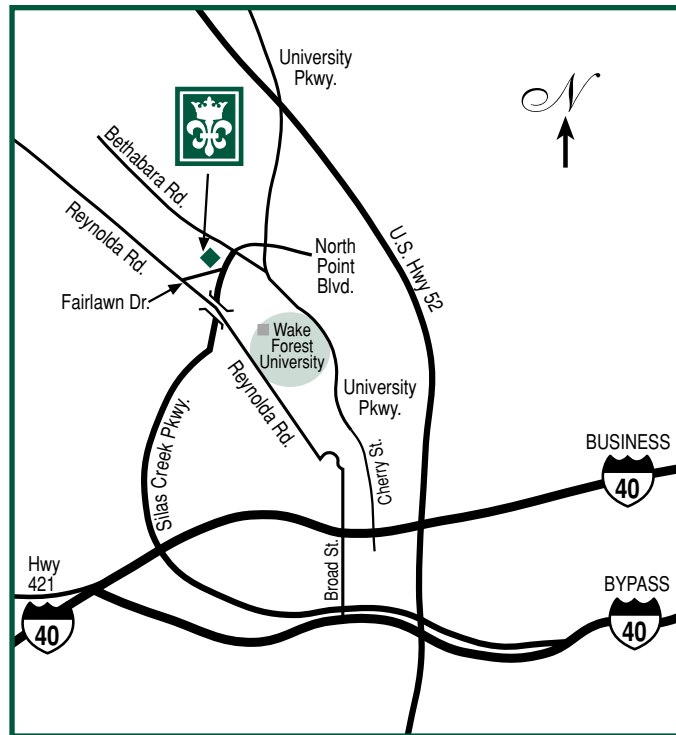 University
Pkwy.
N
Bethabara Rd.
Reynolda Rd.
U.S. Hwy 52
North
Point
Blvd.
Fairlawn Dr.
Wake
Forest
University
Reynolda Rd.
University
Pkwy.
Silas Creek Pkwy.
Cherry St.
BUSINESS
40
Hwy
421
Broad St.
BYPASS
40
40